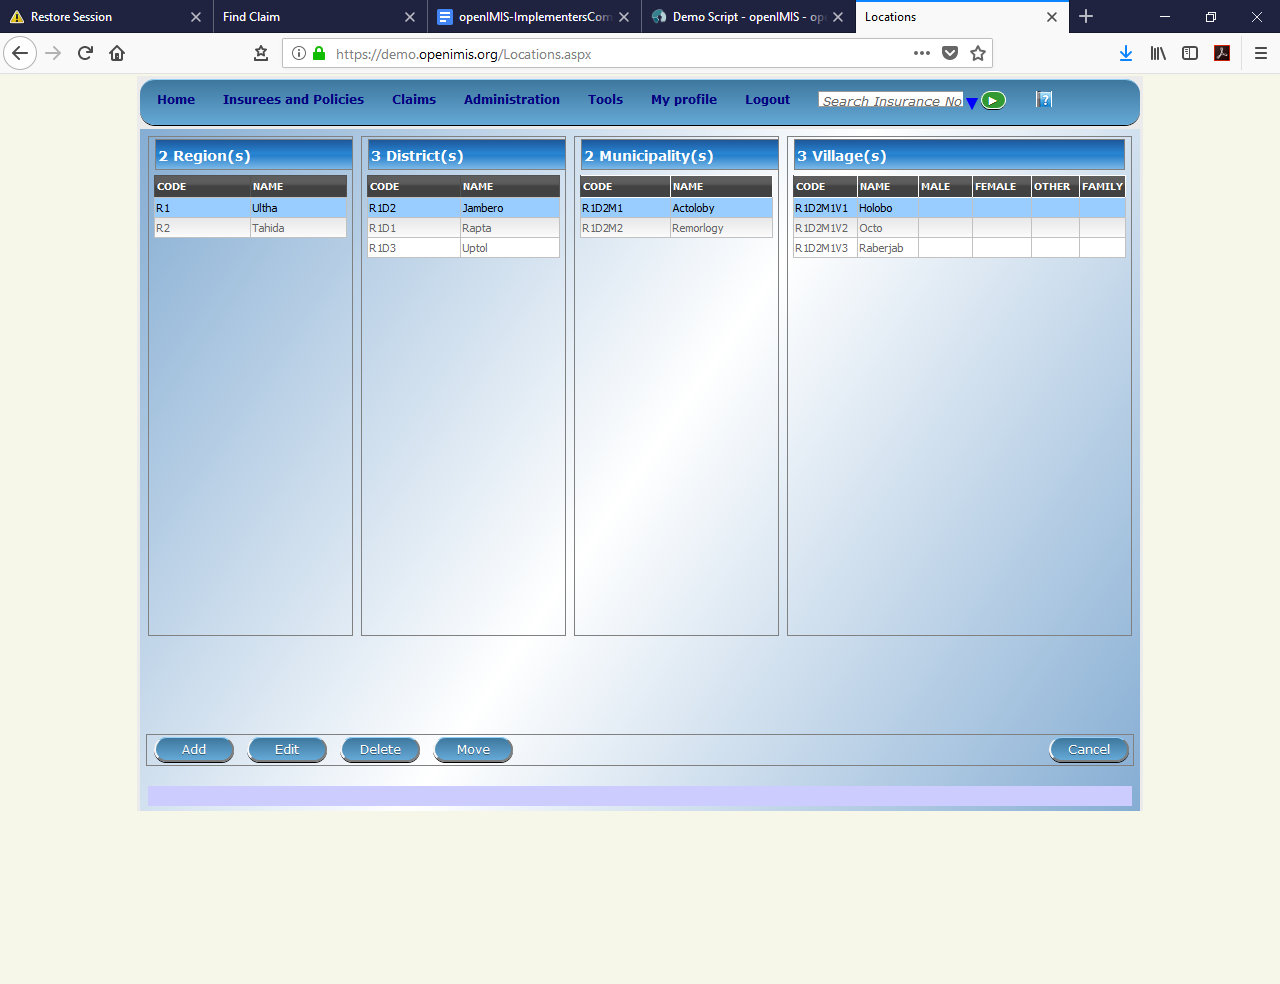 Restore Session
Find Claim
openIMIS-ImplementersCom
Demo Script - openIMIS - op
Locations
https://demo.openimis.org/Locations.aspx
Home Insurees and Policies Claims Administration Tools My profile Logout Search Insurance No
2 Region(s)
CODE NAME
R1 Ultha
R2 Tahida
3 District(s)
CODE NAME
R1D2 Jambero
R1D1 Rapta
R1D3 Uptol
2 Municipality(s)
CODE NAME
R1D2M1 Actoloby
R1D2M2 Remorlogy
3 Village(s)
CODE NAME MALE FEMALE OTHER FAMILY
R1D2M1V1 Holobo
R1D2M1V2 Octo
R1D2M1V3 Raberjab
Add Edit Delete Move Cancel